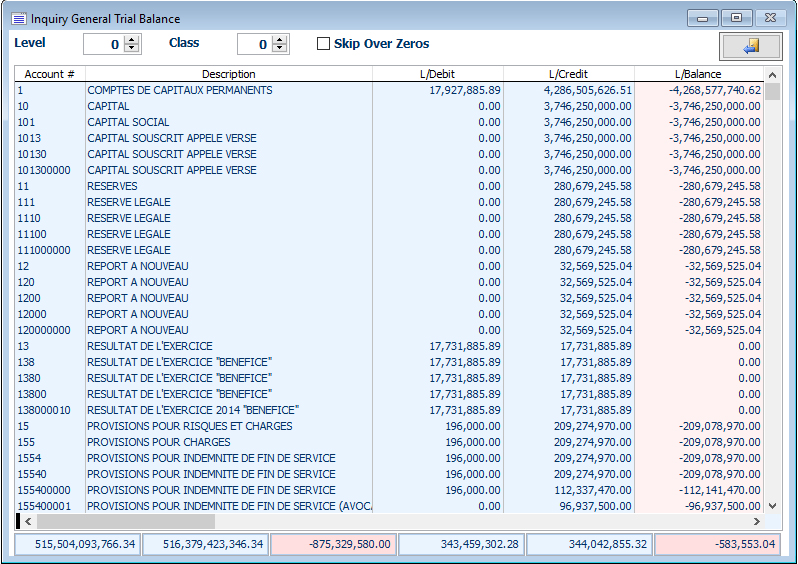 Inquiry General Trial Balance
Level 0 Class 0 Skip Over Zeros
Account # Description L/Debit L/Credit L/Balance
1 COMPTES DE CAPITAUX PERMANENTS 17,927,885.89 4,286,505,626.51 -4,268,577,740.62
10 CAPITAL 0.00 3,746,250,000.00 -3,746,250,000.00
101 CAPITAL SOCIAL 0.00 3,746,250,000.00 -3,746,250,000.00
1013 CAPITAL SOUSCRIT APPELE VERSE 0.00 3,746,250,000.00 -3,746,250,000.00
10130 CAPITAL SOUSCRIT APPELE VERSE 0.00 3,746,250,000.00 -3,746,250,000.00
101300000 CAPITAL SOUSCRIT APPELE VERSE 0.00 3,746,250,000.00 -3,746,250,000.00
11 RESERVES 0.00 280,679,245.58 -280,679,245.58
111 RESERVE LEGALE 0.00 280,679,245.58 -280,679,245.58
1110 RESERVE LEGALE 0.00 280,679,245.58 -280,679,245.58
11100 RESERVE LEGALE 0.00 280,679,245.58 -280,679,245.58
111000000 RESERVE LEGALE 0.00 280,679,245.58 -280,679,245.58
12 REPORT A NOUVEAU 0.00 32,569,525.04 -32,569,525.04
120 REPORT A NOUVEAU 0.00 32,569,525.04 -32,569,525.04
1200 REPORT A NOUVEAU 0.00 32,569,525.04 -32,569,525.04
12000 REPORT A NOUVEAU 0.00 32,569,525.04 -32,569,525.04
120000000 REPORT A NOUVEAU 0.00 32,569,525.04 -32,569,525.04
13 RESULTAT DE L'EXERCICE 17,731,885.89 17,731,885.89 0.00
138 RESULTAT DE L'EXERCICE "BENEFICE" 17,731,885.89 17,731,885.89 0.00
1380 RESULTAT DE L'EXERCICE "BENEFICE" 17,731,885.89 17,731,885.89 0.00
13800 RESULTAT DE L'EXERCICE "BENEFICE" 17,731,885.89 17,731,885.89 0.00
138000010 RESULTAT DE L'EXERCICE 2014 "BENEFICE" 17,731,885.89 17,731,885.89 0.00
15 PROVISIONS POUR RISQUES ET CHARGES 196,000.00 209,274,970.00 -209,078,970.00
155 PROVISIONS POUR CHARGES 196,000.00 209,274,970.00 -209,078,970.00
1554 PROVISIONS POUR INDEMNITE DE FIN DE SERVICE 196,000.00 209,274,970.00 -209,078,970.00
15540 PROVISIONS POUR INDEMNITE DE FIN DE SERVICE 196,000.00 209,274,970.00 -209,078,970.00
155400000 PROVISIONS POUR INDEMNITE DE FIN DE SERVICE 196,000.00 112,337,470.00 -112,141,470.00
155400001 PROVISIONS POUR INDEMNITE DE FIN DE SERVICE (AVOCA 0.00 96,937,500.00 -96,937,500.00
515,504,093,766.34 516,379,423,346.34 -875,329,580.00 343,459,302.28 344,042,855.32 -583,553.04